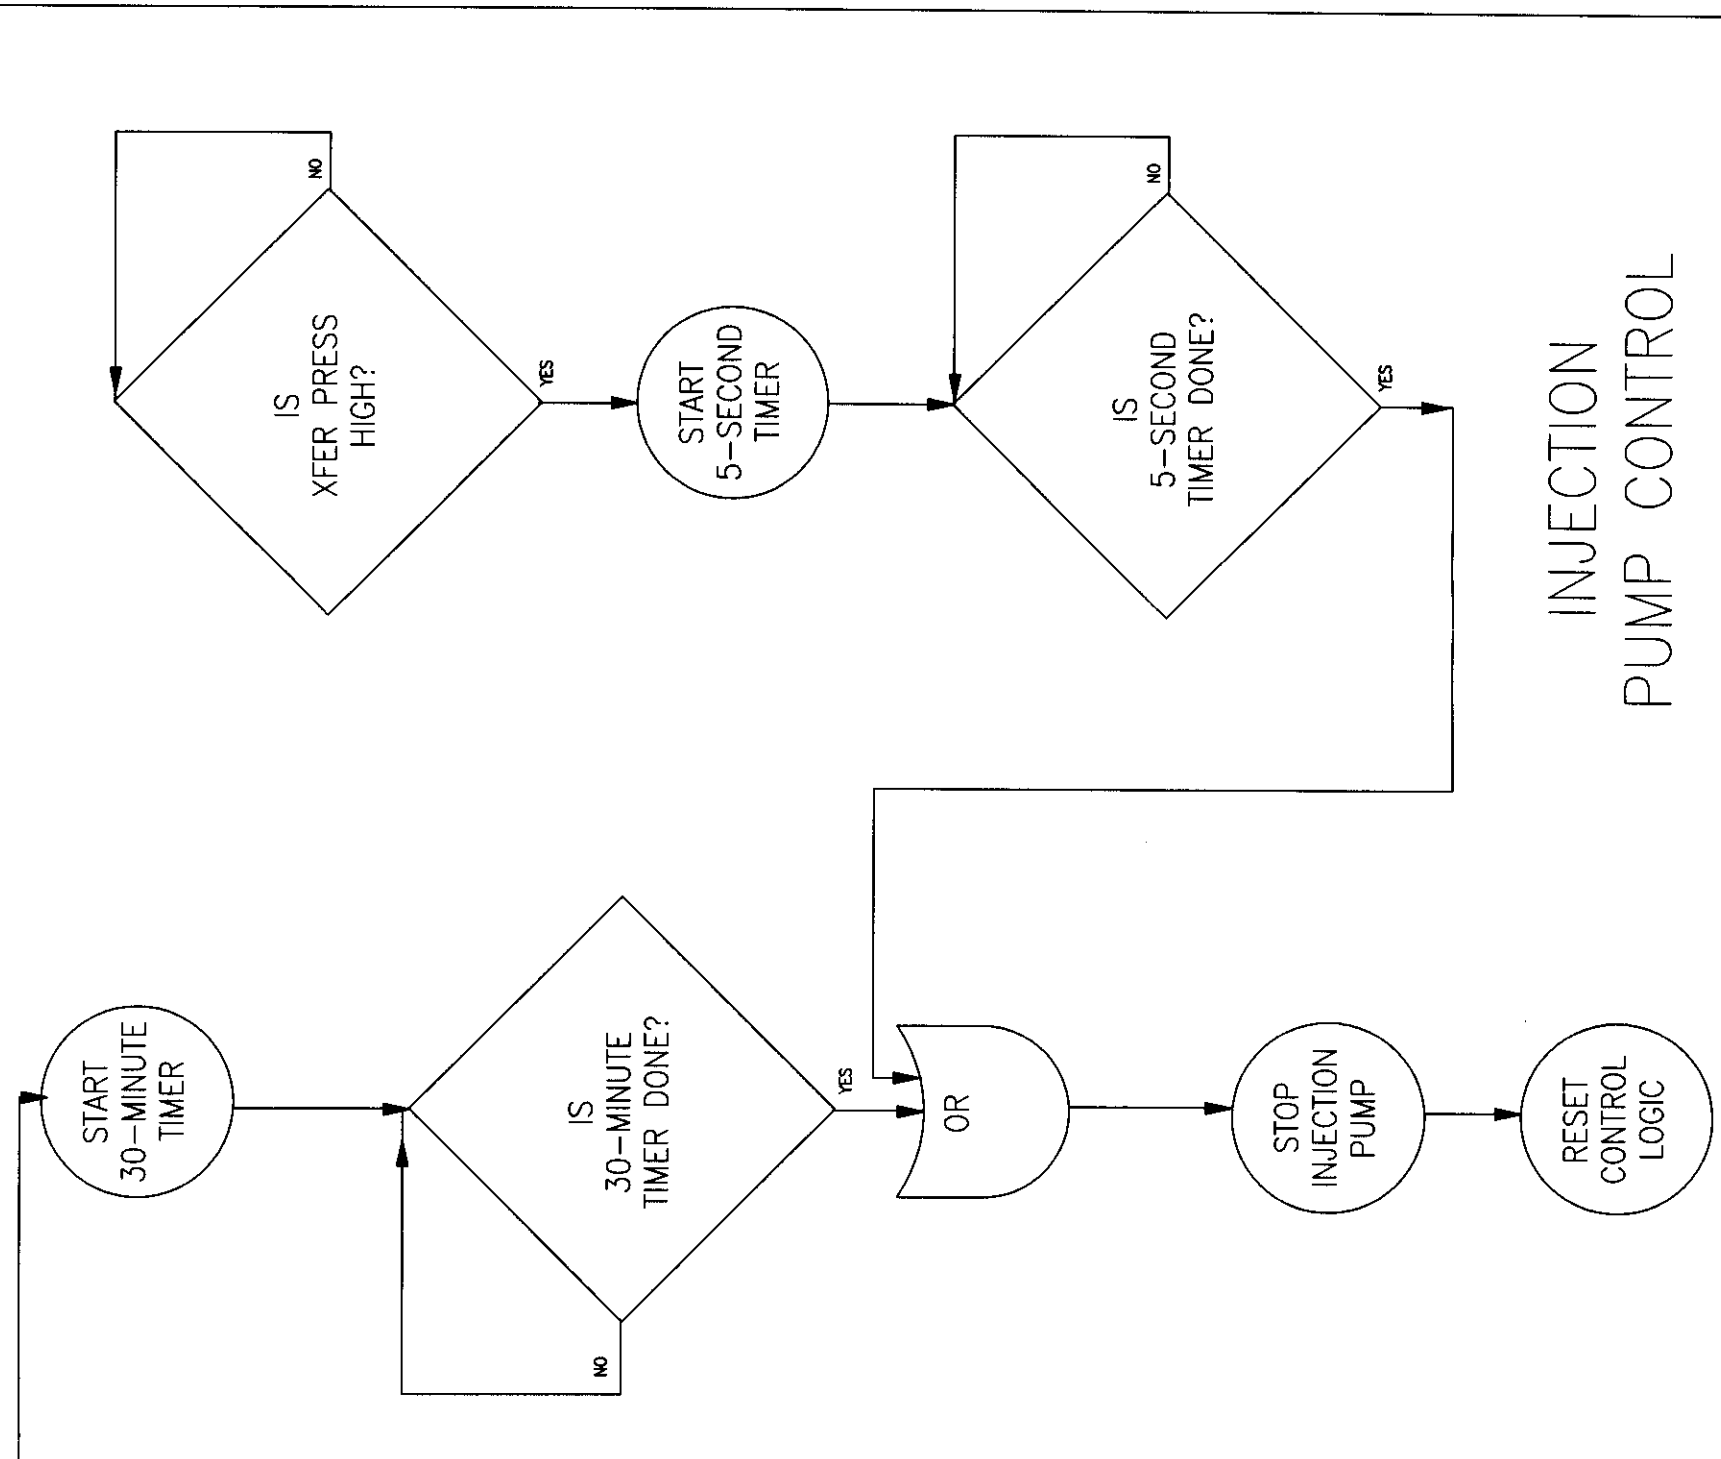 START
30-MINUTE
TIMER
IS
30-MINUTE
TIMER DONE?
NO
YES
OR
STOP
INJECTION
PUMP
RESET
CONTROL
LOGIC
IS
XFER PRESS
HIGH?
NO
YES
START
5-SECOND
TIMER
IS
5-SECOND
TIMER DONE?
NO
YES
INJECTION
PUMP CONTROL